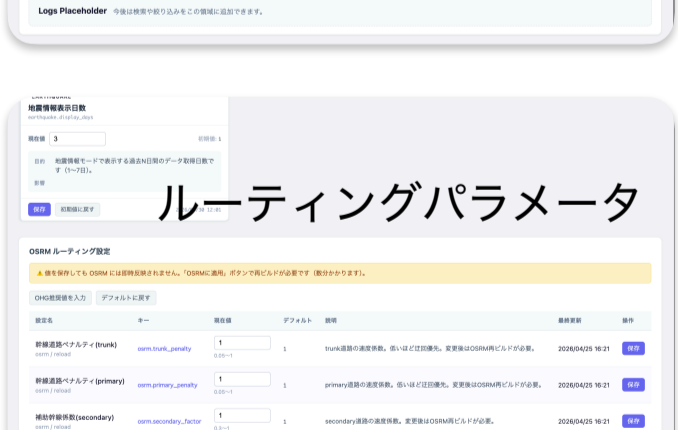 Logs Placeholder 今後は検索や絞り込みをこの領域に追加できます。
地震情報表示日数
earthquake.display_days
現在値 3 初期値: 1
目的 地震情報モードで表示する過去N日間のデータ取得日数です（1〜7日）。
影響
保存 初期値に戻す 12:01
ルーティングパラメータ
OSRM ルーティング設定
⚠ 値を保存しても OSRM には即時反映されません。「OSRMに適用」ボタンで再ビルドが必要です（数分かかります）。
OHG推奨値を入力 デフォルトに戻す
設定名 キー 現在値 デフォルト 説明 最終更新 操作
幹線道路ペナルティ(trunk) osrm.trunk_penalty 1 1 trunk道路の速度係数。低いほど迂回優先。変更後はOSRM再ビルドが必要。 2026/04/25 16:21 保存
osrm / reload 0.05〜1
幹線道路ペナルティ(primary) osrm.primary_penalty 1 1 primary道路の速度係数。低いほど迂回優先。変更後はOSRM再ビルドが必要。 2026/04/25 16:21 保存
osrm / reload 0.05〜1
補助幹線係数(secondary) osrm.secondary_factor 1 1 secondary道路の速度係数。変更後はOSRM再ビルドが必要。 2026/04/25 16:21 保存
osrm / reload 0.3〜1